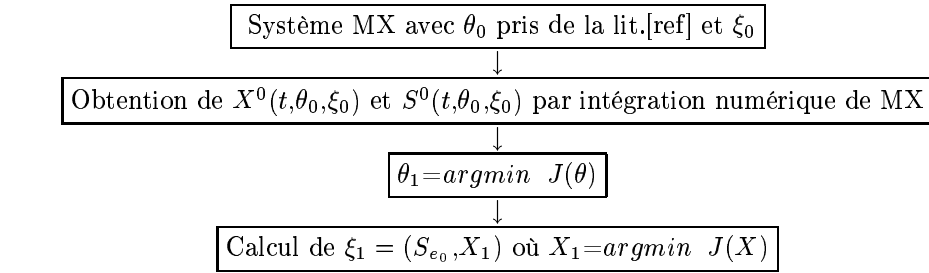 Système MX avec θ₀ pris de la lit.[ref] et ξ₀
↓
Obtention de X⁰(t,θ₀,ξ₀) et S⁰(t,θ₀,ξ₀) par intégration numérique de MX
↓
θ₁=argmin J(θ)
↓
Calcul de ξ₁ = (Sₑ₀,X₁) où X₁=argmin J(X)